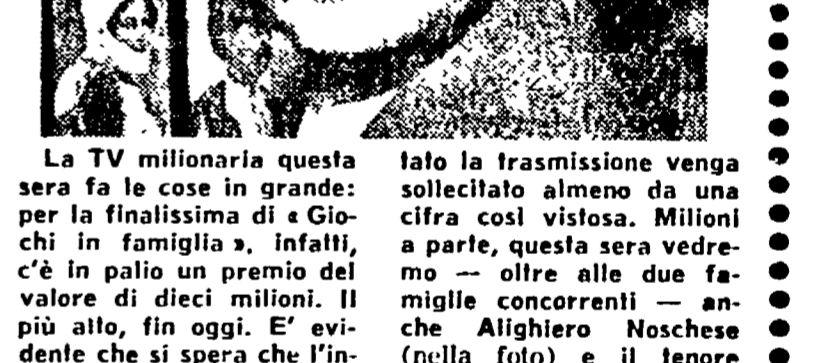 La TV milionaria questa
sera fa le cose in grande:
per la finalissima di « Gio-
chi in famiglia », infatti,
c'è in palio un premio del
valore di dieci milioni. Il
più alto, fin oggi. E' evi-
dente che si spera che l'in-
tato la trasmissione venga
sollecitato almeno da una
cifra così vistosa. Milioni
a parte, questa sera vedre-
mo — oltre alle due fa-
miglie concorrenti — an-
che Alighiero Noschese
(nella foto) e il tenore